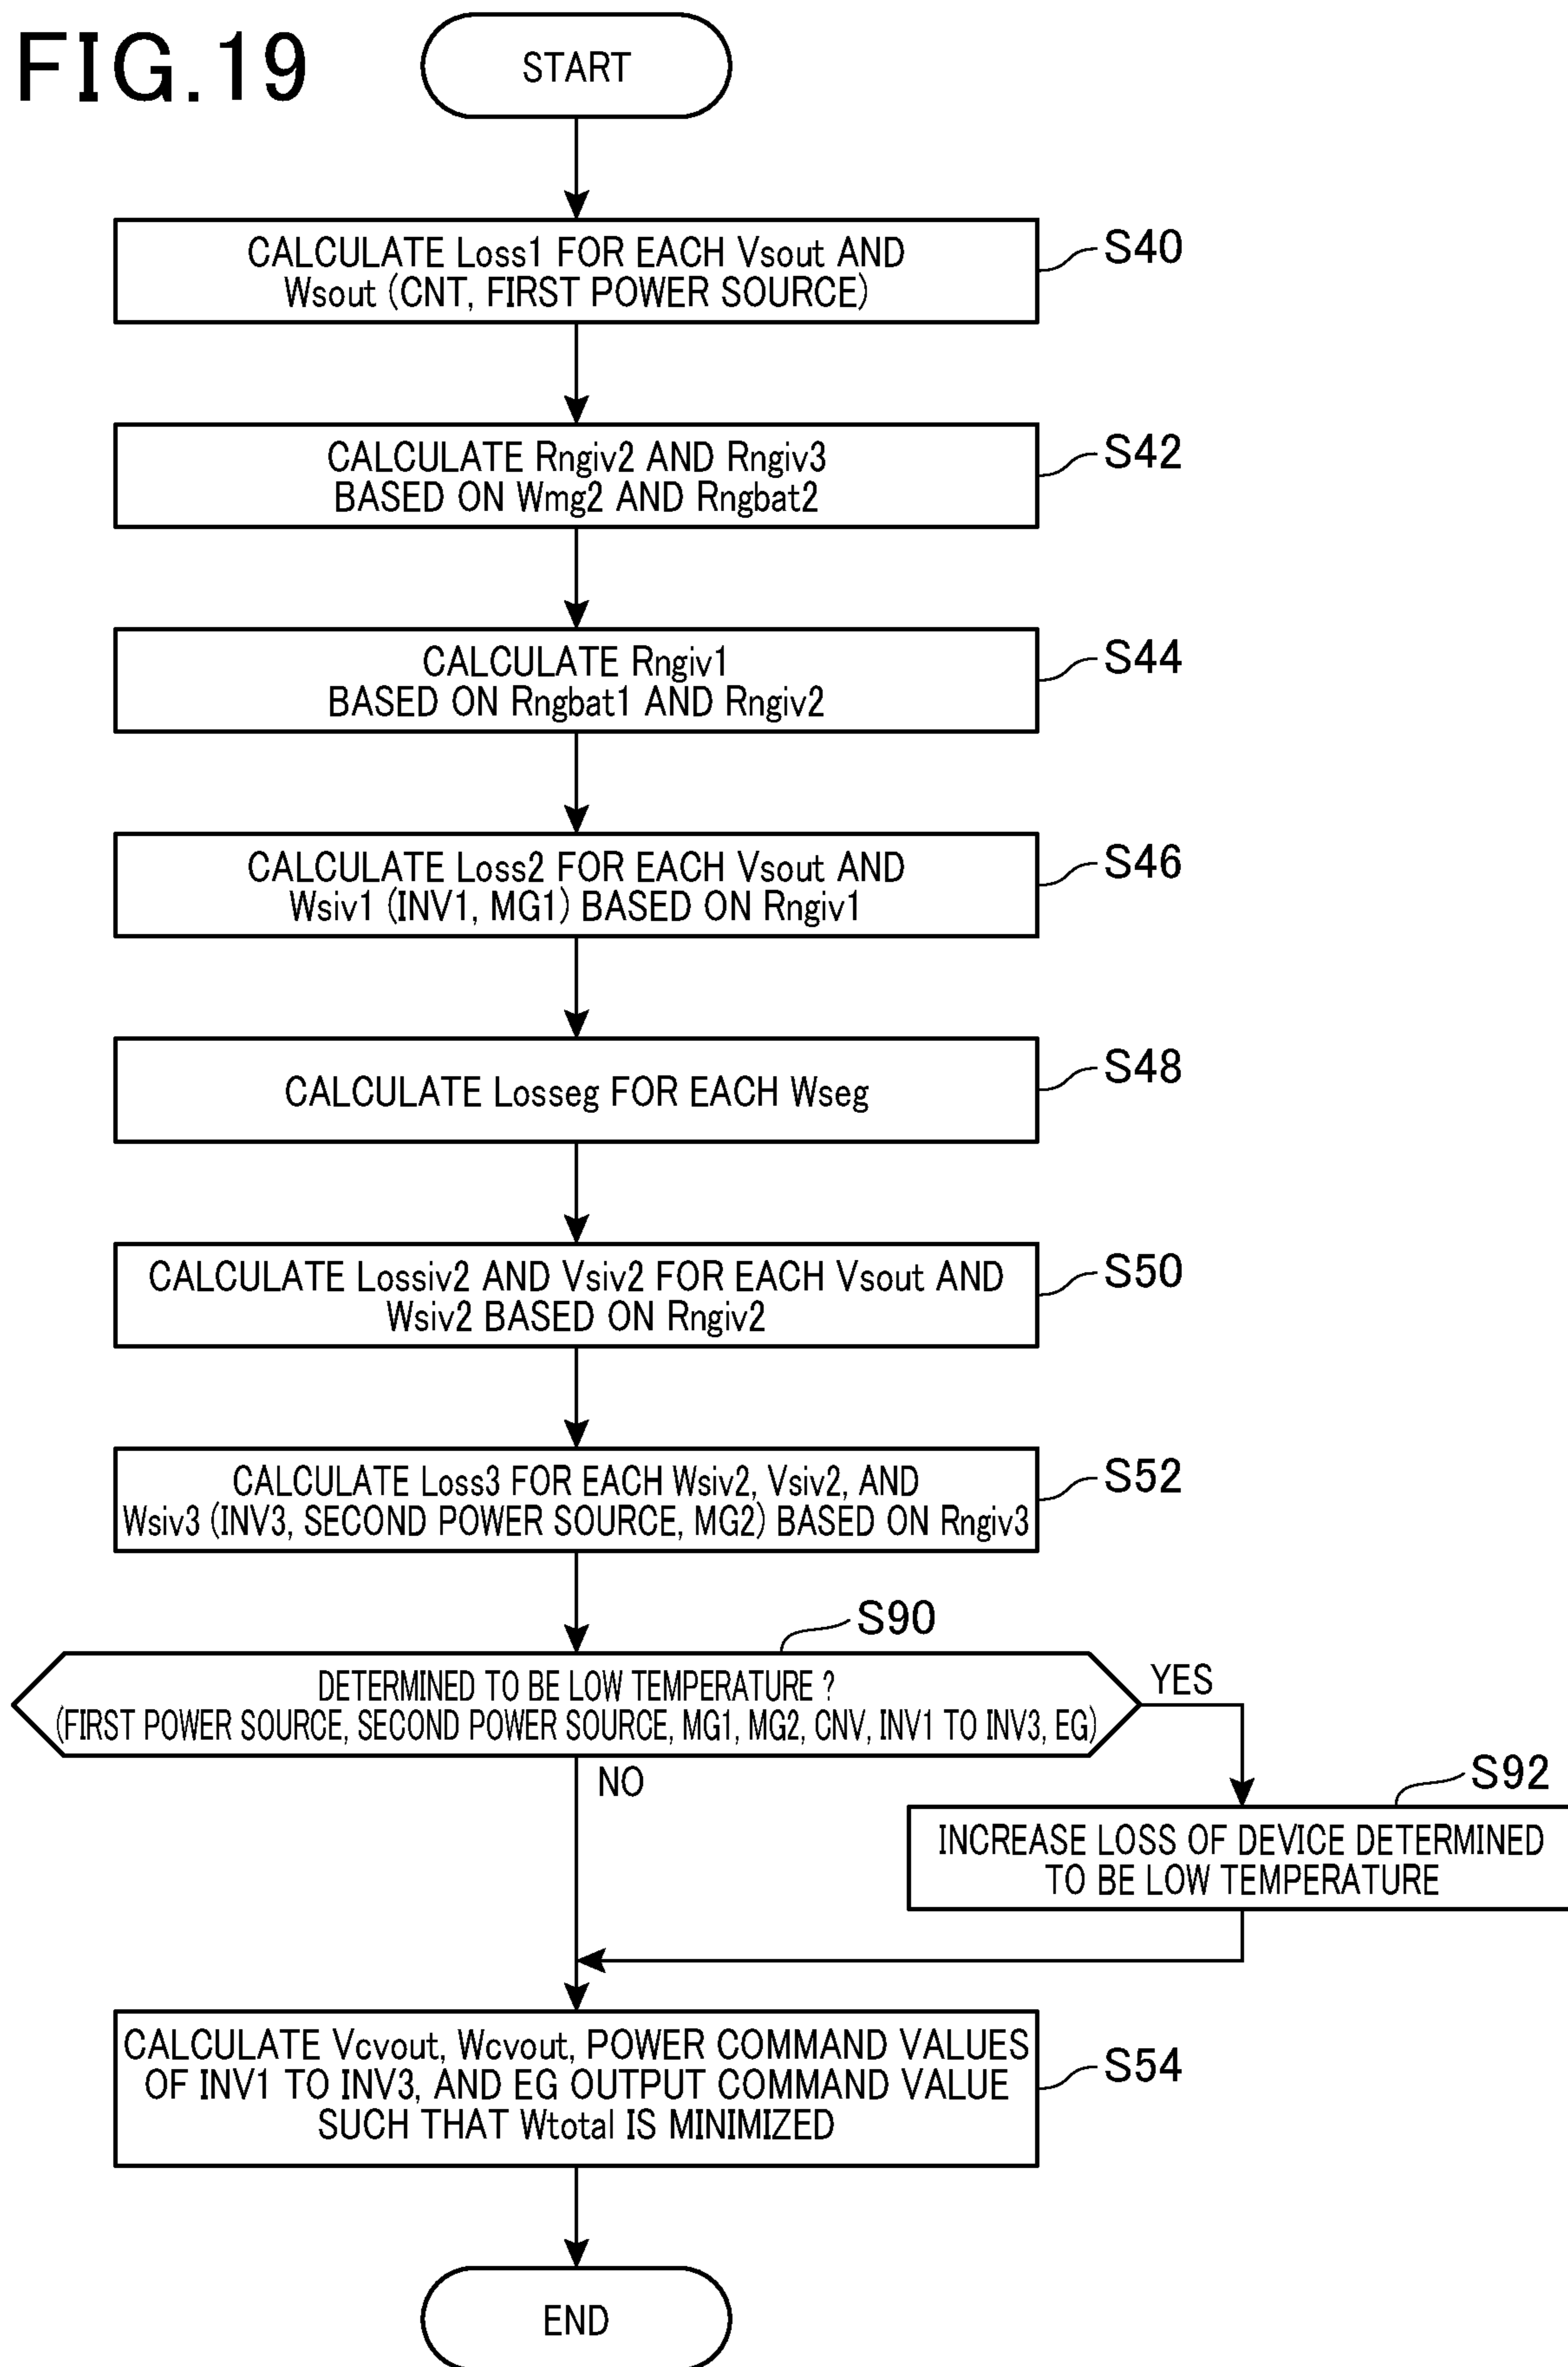 FIG.19
START
CALCULATE Loss1 FOR EACH Vsout AND
Wsout (CNT, FIRST POWER SOURCE)
S40
CALCULATE Rngiv2 AND Rngiv3
BASED ON Wmg2 AND Rngbat2
S42
CALCULATE Rngiv1
BASED ON Rngbat1 AND Rngiv2
S44
CALCULATE Loss2 FOR EACH Vsout AND
Wsiv1 (INV1, MG1) BASED ON Rngiv1
S46
CALCULATE Losseg FOR EACH Wseg
S48
CALCULATE Lossiv2 AND Vsiv2 FOR EACH Vsout AND
Wsiv2 BASED ON Rngiv2
S50
CALCULATE Loss3 FOR EACH Wsiv2, Vsiv2, AND
Wsiv3 (INV3, SECOND POWER SOURCE, MG2) BASED ON Rngiv3
S52
S90
DETERMINED TO BE LOW TEMPERATURE ?
(FIRST POWER SOURCE, SECOND POWER SOURCE, MG1, MG2, CNV, INV1 TO INV3, EG)
YES
NO
S92
INCREASE LOSS OF DEVICE DETERMINED
TO BE LOW TEMPERATURE
CALCULATE Vcvout, Wcvout, POWER COMMAND VALUES
OF INV1 TO INV3, AND EG OUTPUT COMMAND VALUE
SUCH THAT Wtotal IS MINIMIZED
S54
END